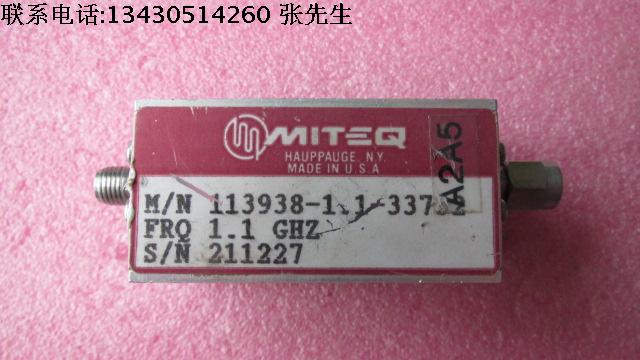 联系电话:13430514260 张先生
MITEQ
HAUPPAUGE, N.Y.
MADE IN U.S.A
A2A5
M/N 113938-1.1-
FRQ 1.1 GHZ
S/N 211227